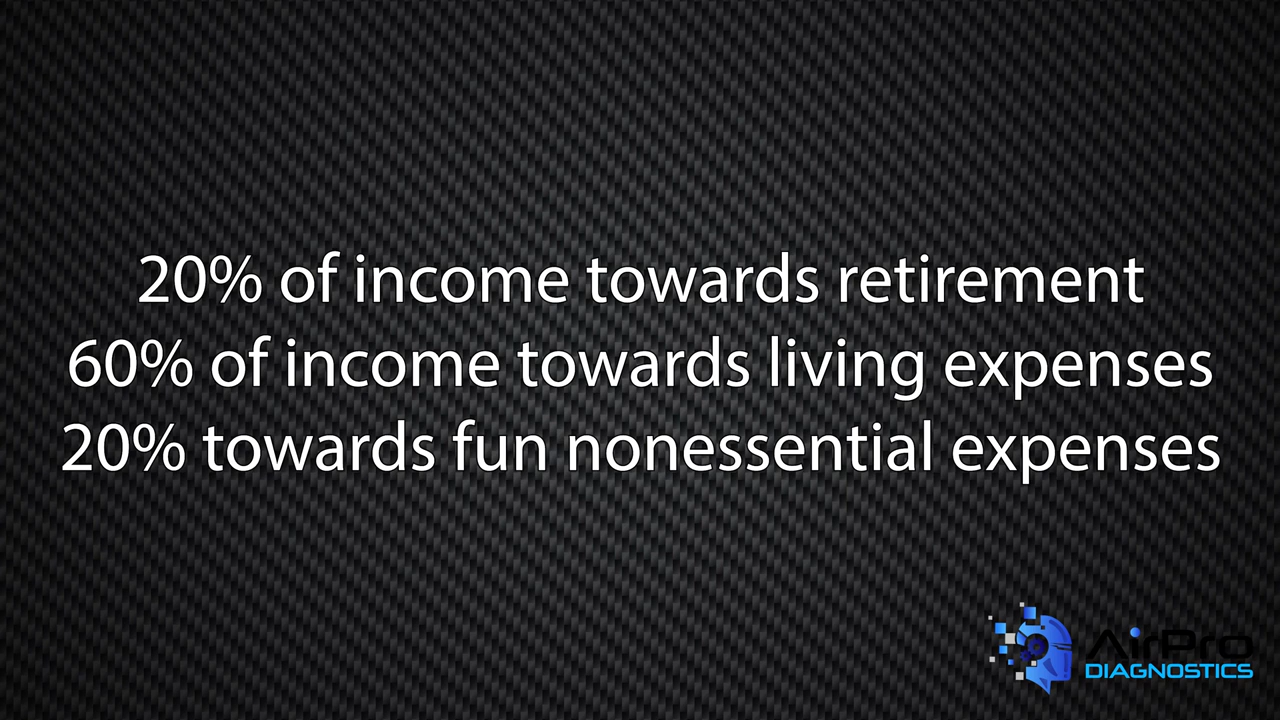 20% of income towards retirement
60% of income towards living expenses
20% towards fun nonessential expenses
AirPro
DIAGNOSTICS